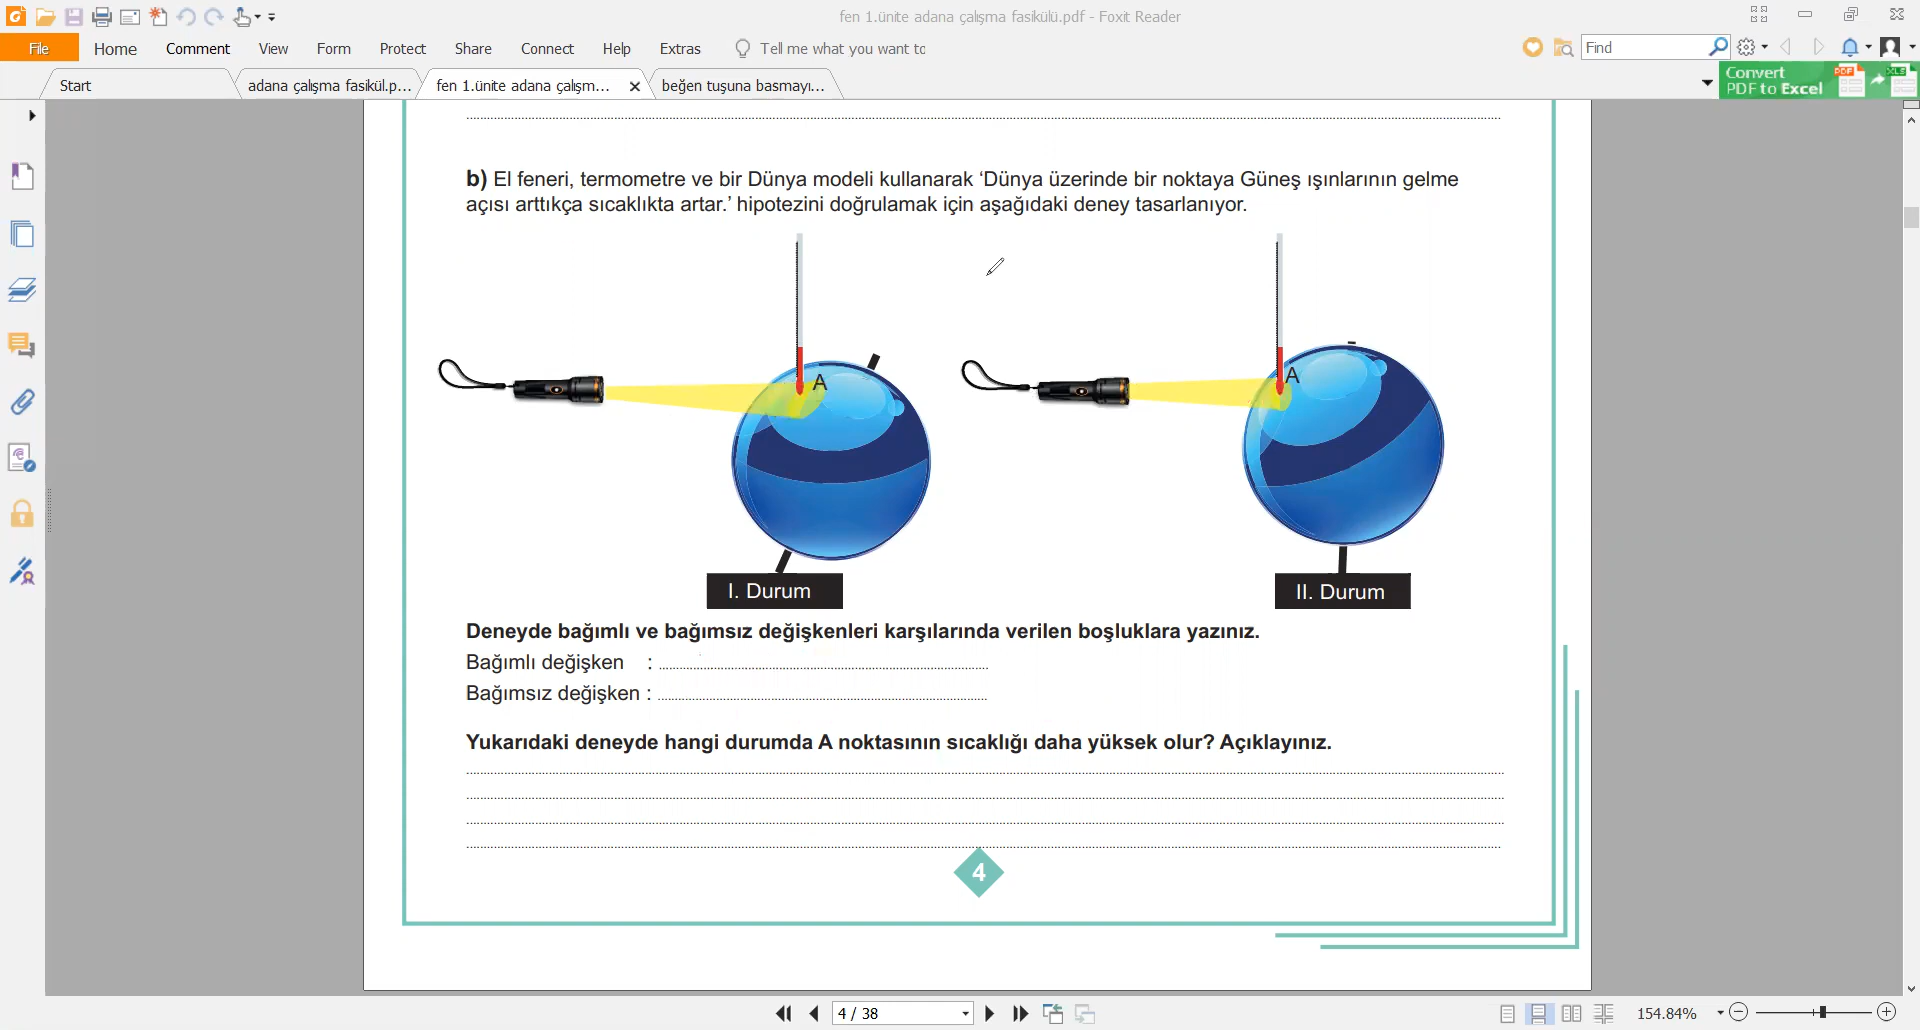 fen 1.ünite adana çalışma fasikülü.pdf - Foxit Reader
File Home Comment View Form Protect Share Connect Help Extras Tell me what you want to
Find
Start
adana çalışma fasikül.p...
fen 1.ünite adana çalışm...
beğen tuşuna basmayı...
Convert
PDF to Excel
PDF
XLS
b) El feneri, termometre ve bir Dünya modeli kullanarak ‘Dünya üzerinde bir noktaya Güneş ışınlarının gelme
açısı arttıkça sıcaklıkta artar.’ hipotezini doğrulamak için aşağıdaki deney tasarlanıyor.
A
A
I. Durum
II. Durum
Deneyde bağımlı ve bağımsız değişkenleri karşılarında verilen boşluklara yazınız.
Bağımlı değişken :
Bağımsız değişken :
Yukarıdaki deneyde hangi durumda A noktasının sıcaklığı daha yüksek olur? Açıklayınız.
4
4 / 38
154.84%